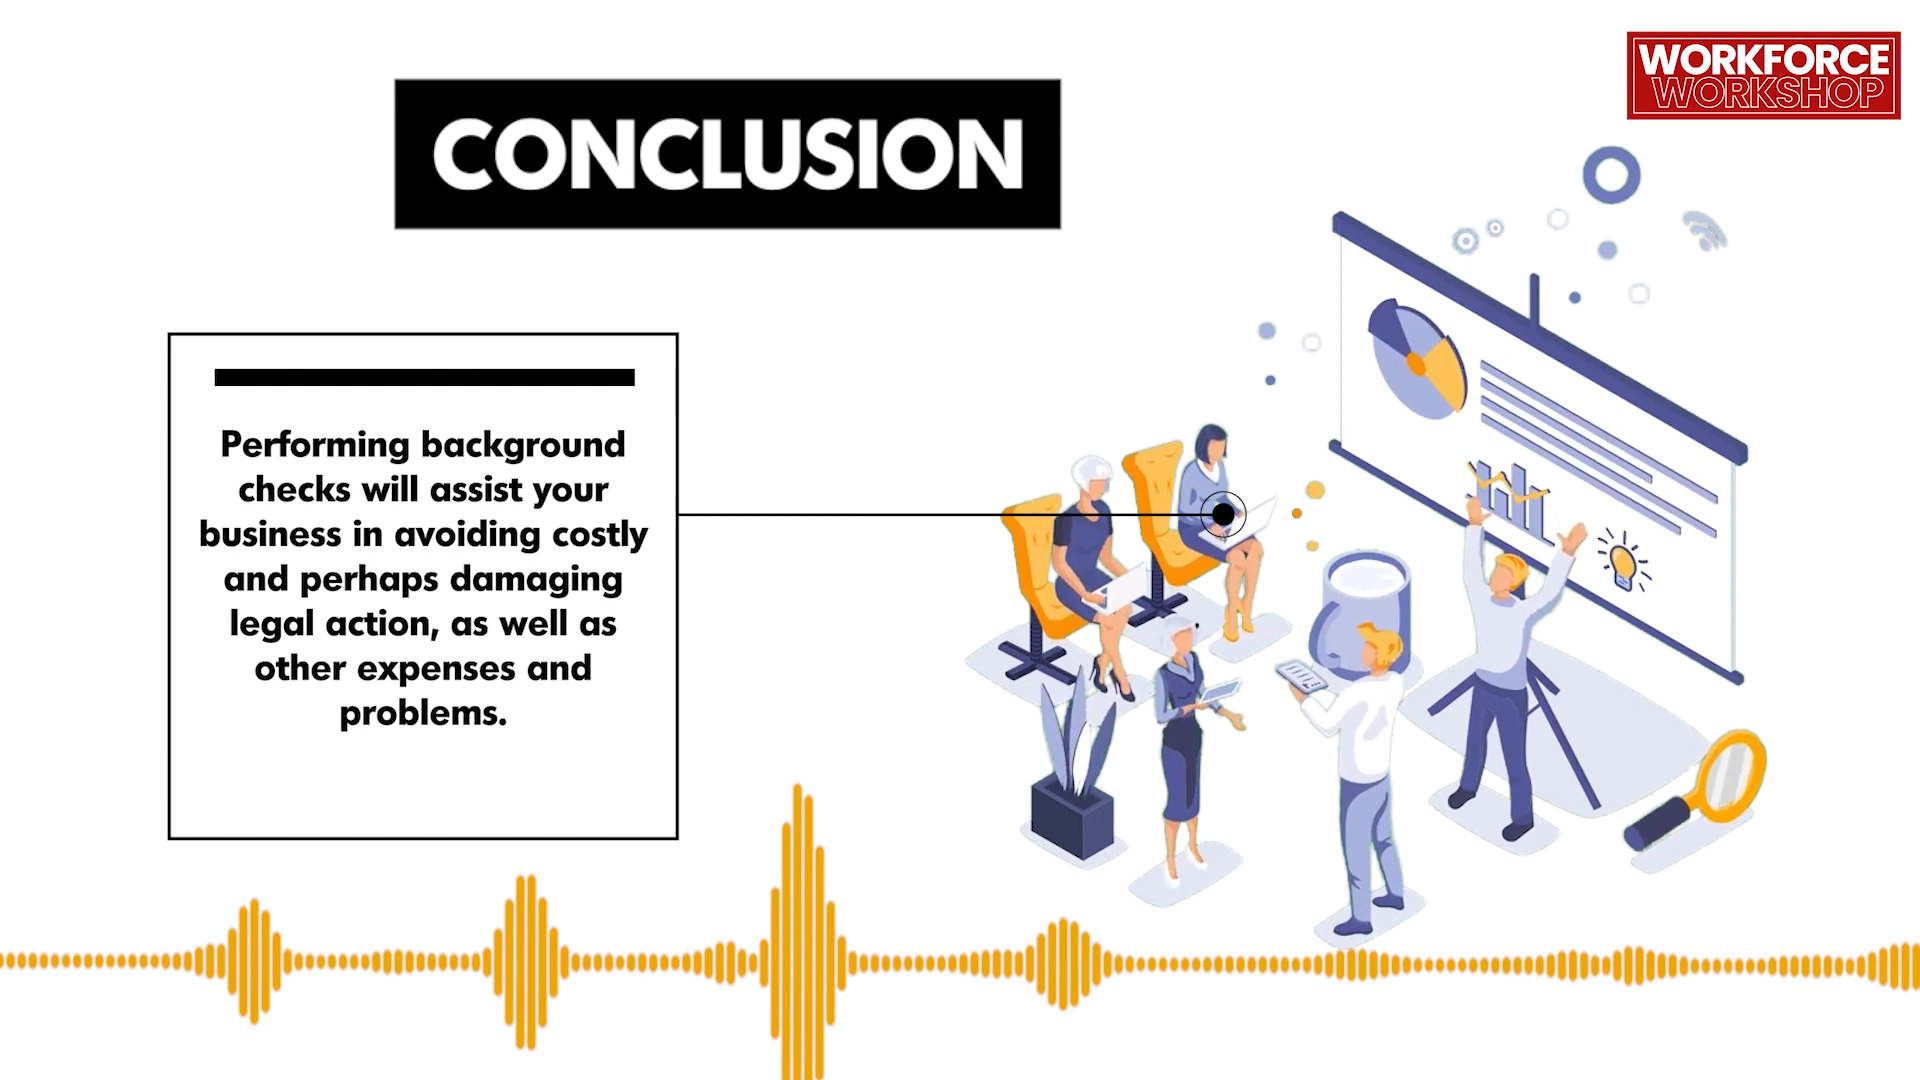 WORKFORCE
WORKSHOP
CONCLUSION
Performing background
checks will assist your
business in avoiding costly
and perhaps damaging
legal action, as well as
other expenses and
problems.